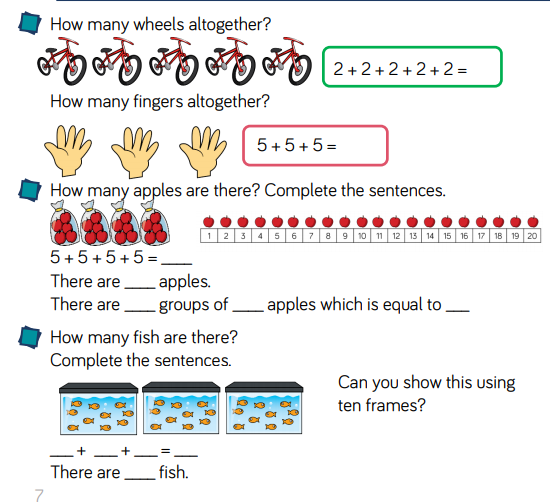 How many wheels altogether?
2 + 2 + 2 + 2 + 2 =
How many fingers altogether?
5 + 5 + 5 =
How many apples are there? Complete the sentences.
1 2 3 4 5 6 7 8 9 10 11 12 13 14 15 16 17 18 19 20
5 + 5 + 5 + 5 = ____
There are ____ apples.
There are ____ groups of ____ apples which is equal to ___
How many fish are there?
Complete the sentences.
Can you show this using
ten frames?
___ + ___ + ___ = ___
There are ____ fish.
7